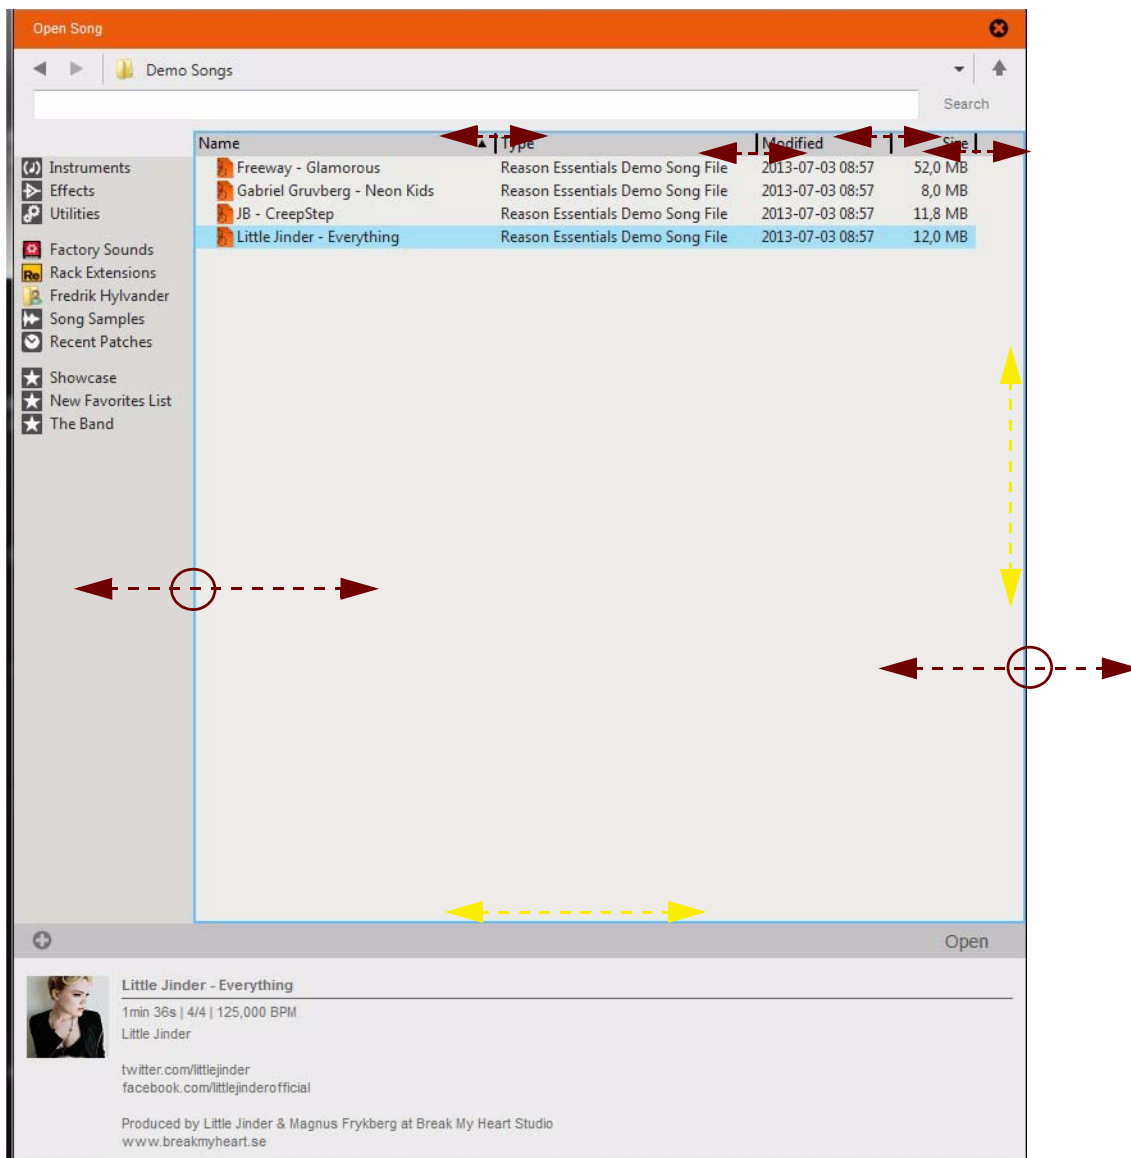 Open Song
Demo Songs
Search
Name Type Modified Size
Instruments
Effects
Utilities
Factory Sounds
Re Rack Extensions
Fredrik Hylvander
Song Samples
Recent Patches
Showcase
New Favorites List
The Band
Freeway - Glamorous Reason Essentials Demo Song File 2013-07-03 08:57 52,0 MB
Gabriel Gruvberg - Neon Kids Reason Essentials Demo Song File 2013-07-03 08:57 8,0 MB
JB - CreepStep Reason Essentials Demo Song File 2013-07-03 08:57 11,8 MB
Little Jinder - Everything Reason Essentials Demo Song File 2013-07-03 08:57 12,0 MB
Open
Little Jinder - Everything
1min 36s | 4/4 | 125,000 BPM
Little Jinder
twitter.com/littlejinder
facebook.com/littlejinderofficial
Produced by Little Jinder & Magnus Frykberg at Break My Heart Studio
www.breakmyheart.se